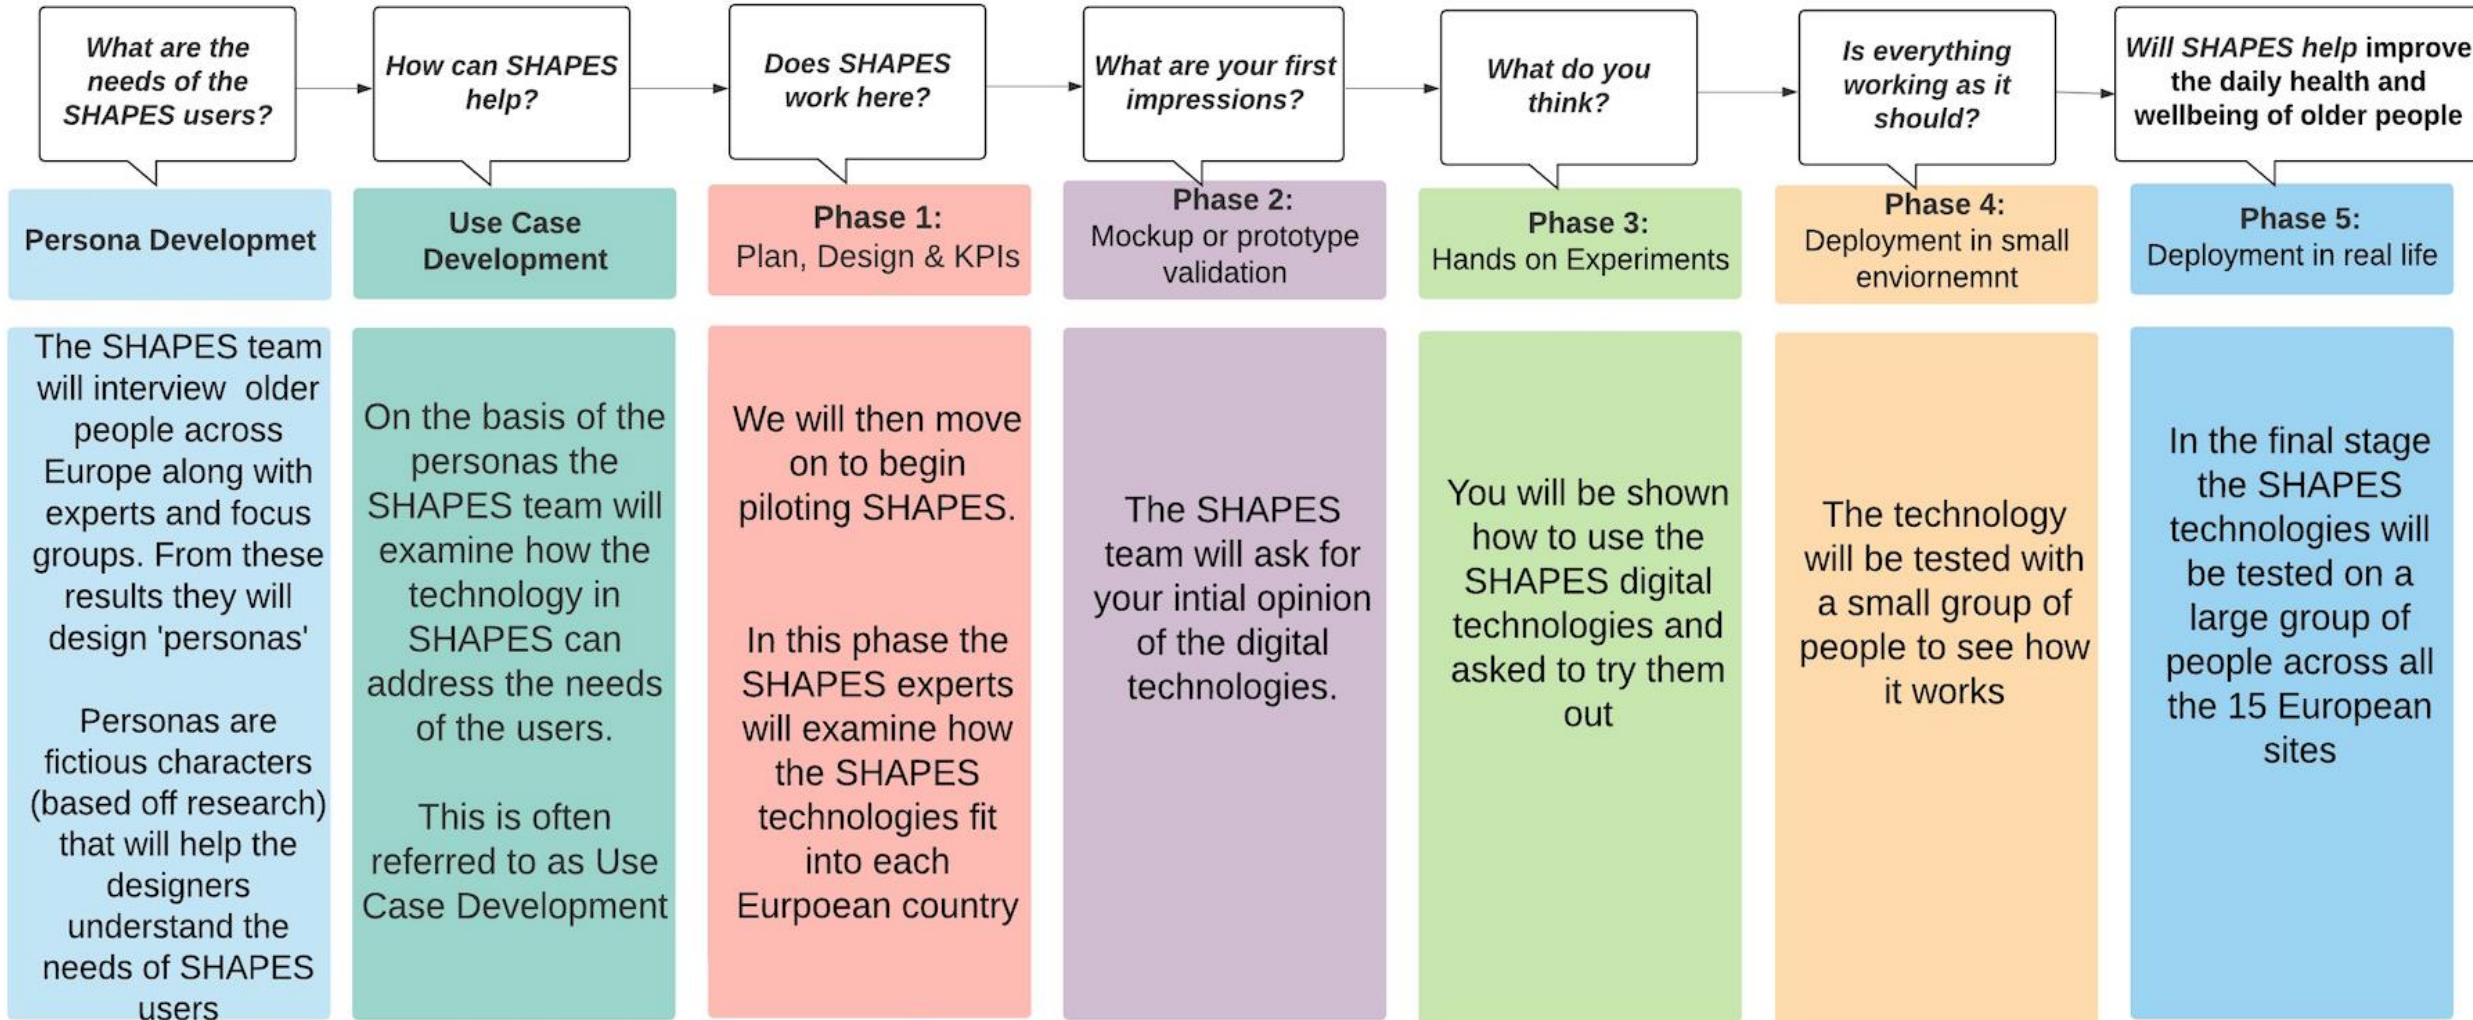 What are the
needs of the
SHAPES users?
How can SHAPES
help?
Does SHAPES
work here?
What are your first
impressions?
What do you
think?
Is everything
working as it
should?
Will SHAPES help improve
the daily health and
wellbeing of older people
Persona Developmet
Use Case
Development
Phase 1:
Plan, Design & KPIs
Phase 2:
Mockup or prototype
validation
Phase 3:
Hands on Experiments
Phase 4:
Deployment in small
enviornemnt
Phase 5:
Deployment in real life
The SHAPES team
will interview older
people across
Europe along with
experts and focus
groups. From these
results they will
design 'personas'
Personas are
fictious characters
(based off research)
that will help the
designers
understand the
needs of SHAPES
users
On the basis of the
personas the
SHAPES team will
examine how the
technology in
SHAPES can
address the needs
of the users.
This is often
referred to as Use
Case Development
We will then move
on to begin
piloting SHAPES.
In this phase the
SHAPES experts
will examine how
the SHAPES
technologies fit
into each
Eurpoean country
The SHAPES
team will ask for
your intial opinion
of the digital
technologies.
You will be shown
how to use the
SHAPES digital
technologies and
asked to try them
out
The technology
will be tested with
a small group of
people to see how
it works
In the final stage
the SHAPES
technologies will
be tested on a
large group of
people across all
the 15 European
sites